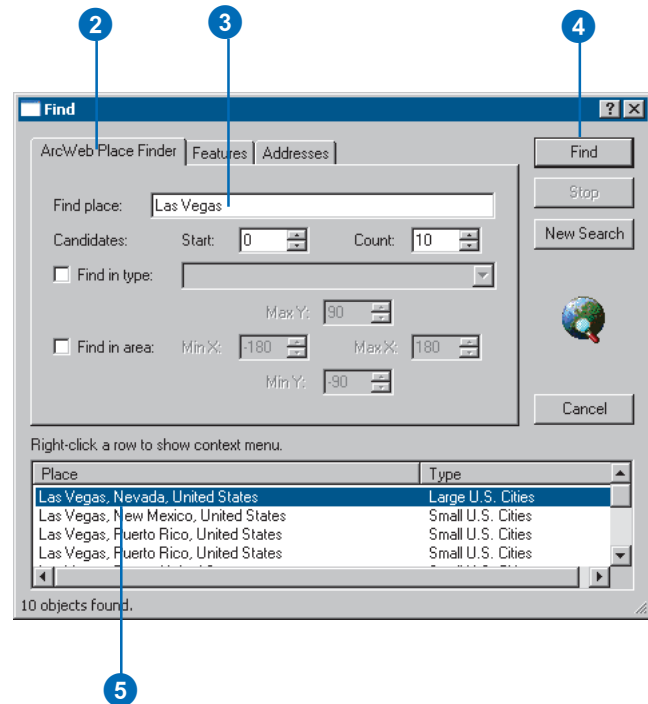 2 3 4
Find
ArcWeb Place Finder Features Addresses Find
Stop
Find place: Las Vegas
New Search
Candidates: Start: 0 Count: 10
Find in type:
Max Y: 90
Find in area: Min X: -180 Max X: 180
Min Y: -90
Cancel
Right-click a row to show context menu.
Place Type
Las Vegas, Nevada, United States Large U.S. Cities
Las Vegas, New Mexico, United States Small U.S. Cities
Las Vegas, Puerto Rico, United States Small U.S. Cities
Las Vegas, Puerto Rico, United States Small U.S. Cities
10 objects found.
5